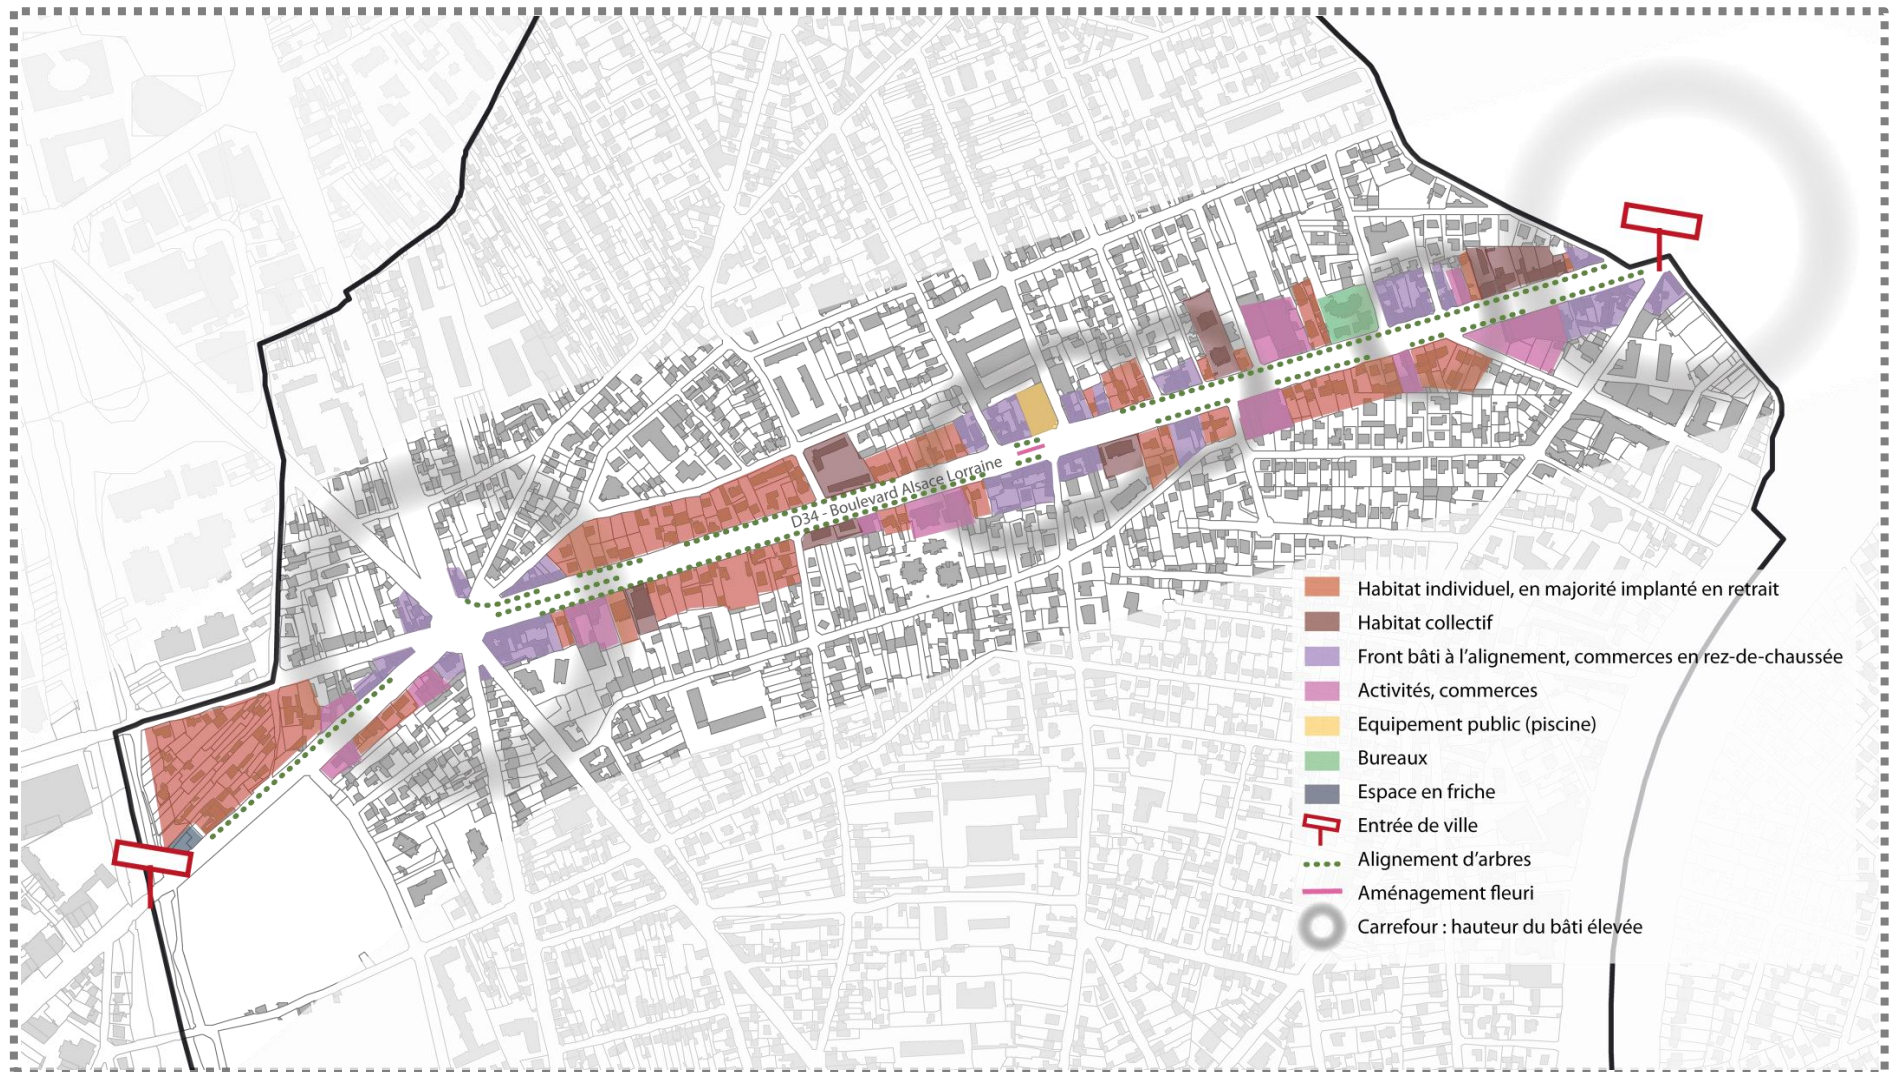 D34 - Boulevard Alsace Lorraine
Habitat individuel, en majorité implanté en retrait
Habitat collectif
Front bâti à l'alignement, commerces en rez-de-chaussée
Activités, commerces
Equipement public (piscine)
Bureaux
Espace en friche
Entrée de ville
Alignement d'arbres
Aménagement fleuri
Carrefour : hauteur du bâti élevée